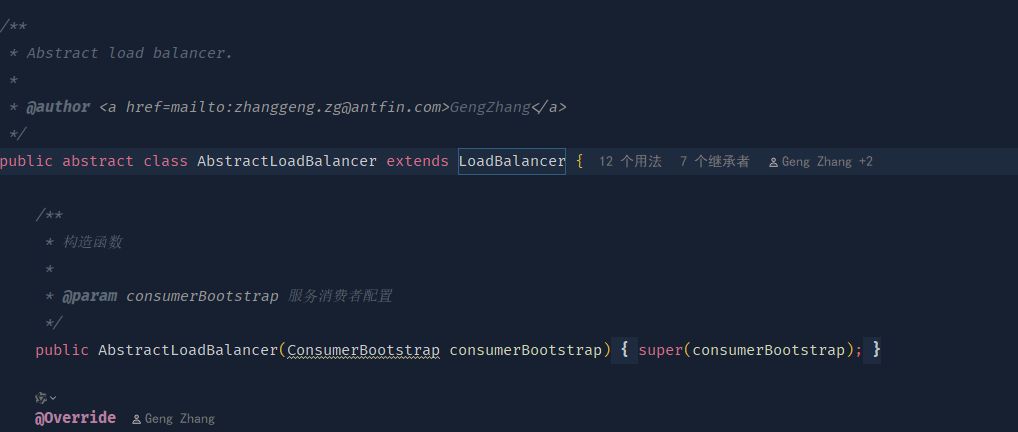 /**
 * Abstract load balancer.
 *
 * @author <a href=mailto:zhanggeng.zg@antfin.com>GengZhang</a>
 */
public abstract class AbstractLoadBalancer extends LoadBalancer { 12 个用法 7 个继承者 Geng Zhang +2
/**
 * 构造函数
 *
 * @param consumerBootstrap 服务消费者配置
 */
public AbstractLoadBalancer(ConsumerBootstrap consumerBootstrap) { super(consumerBootstrap); }
@Override Geng Zhang